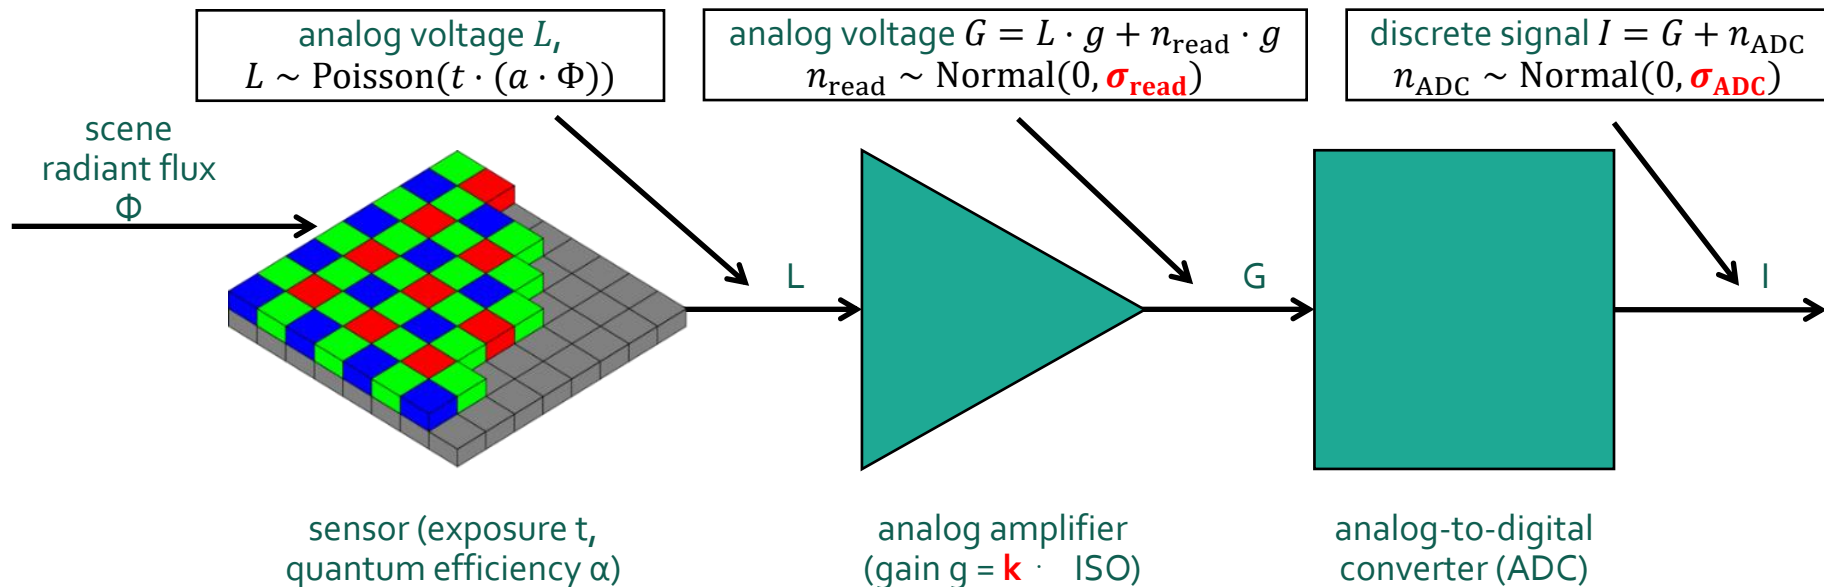 analog voltage L,
L ~ Poisson(t · (a · Φ))
analog voltage G = L · g + n_read · g
n_read ~ Normal(0, σ_read)
discrete signal I = G + n_ADC
n_ADC ~ Normal(0, σ_ADC)
scene
radiant flux
Φ
L
G
I
sensor (exposure t,
quantum efficiency α)
analog amplifier
(gain g = k · ISO)
analog-to-digital
converter (ADC)